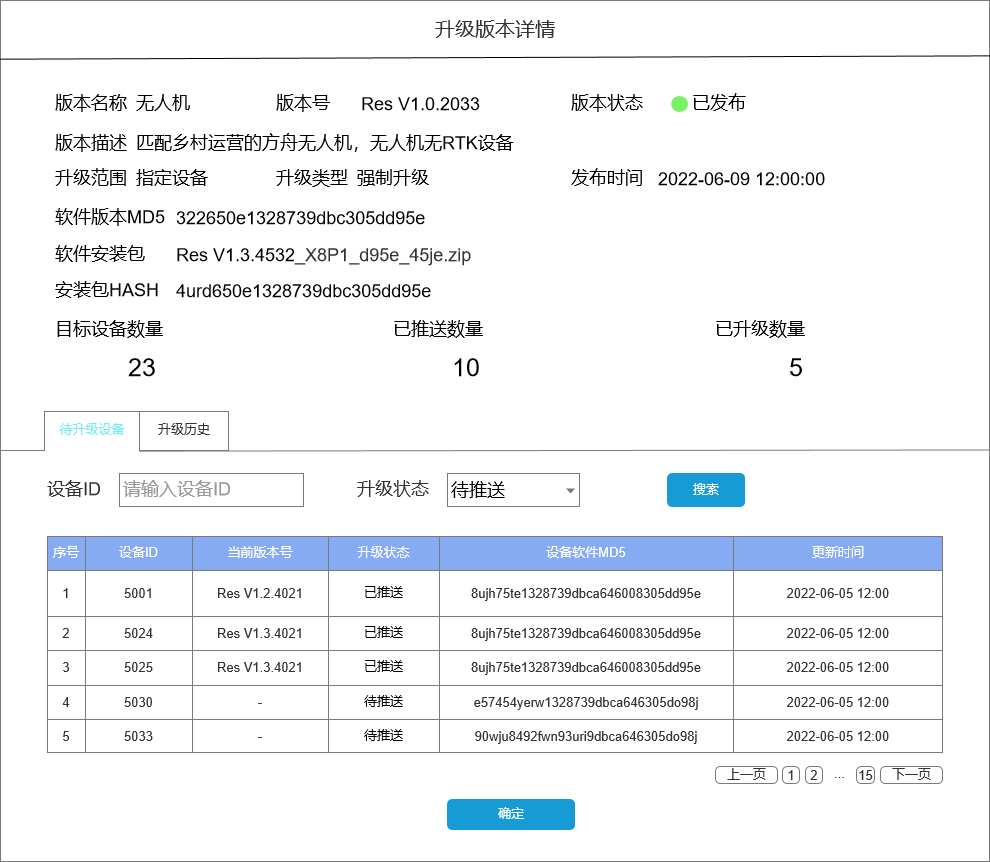 升级版本详情
版本名称 无人机 版本号 Res V1.0.2033 版本状态 已发布
版本描述 匹配乡村运营的方舟无人机，无人机无RTK设备
升级范围 指定设备 升级类型 强制升级 发布时间 2022-06-09 12:00:00
软件版本MD5 322650e1328739dbc305dd95e
软件安装包 Res V1.3.4532_X8P1_d95e_45je.zip
安装包HASH 4urd650e1328739dbc305dd95e
目标设备数量 已推送数量 已升级数量
23 10 5
待升级设备 升级历史
设备ID 请输入设备ID 升级状态 待推送 搜索
序号 设备ID 当前版本号 升级状态 设备软件MD5 更新时间
1 5001 Res V1.2.4021 已推送 8ujh75te1328739dbca646008305dd95e 2022-06-05 12:00
2 5024 Res V1.3.4021 已推送 8ujh75te1328739dbca646008305dd95e 2022-06-05 12:00
3 5025 Res V1.3.4021 已推送 8ujh75te1328739dbca646008305dd95e 2022-06-05 12:00
4 5030 - 待推送 e57454yerw1328739dbca646305do98j 2022-06-05 12:00
5 5033 - 待推送 90wju8492fwn93uri9dbca646305do98j 2022-06-05 12:00
上一页 1 2 ... 15 下一页
确定